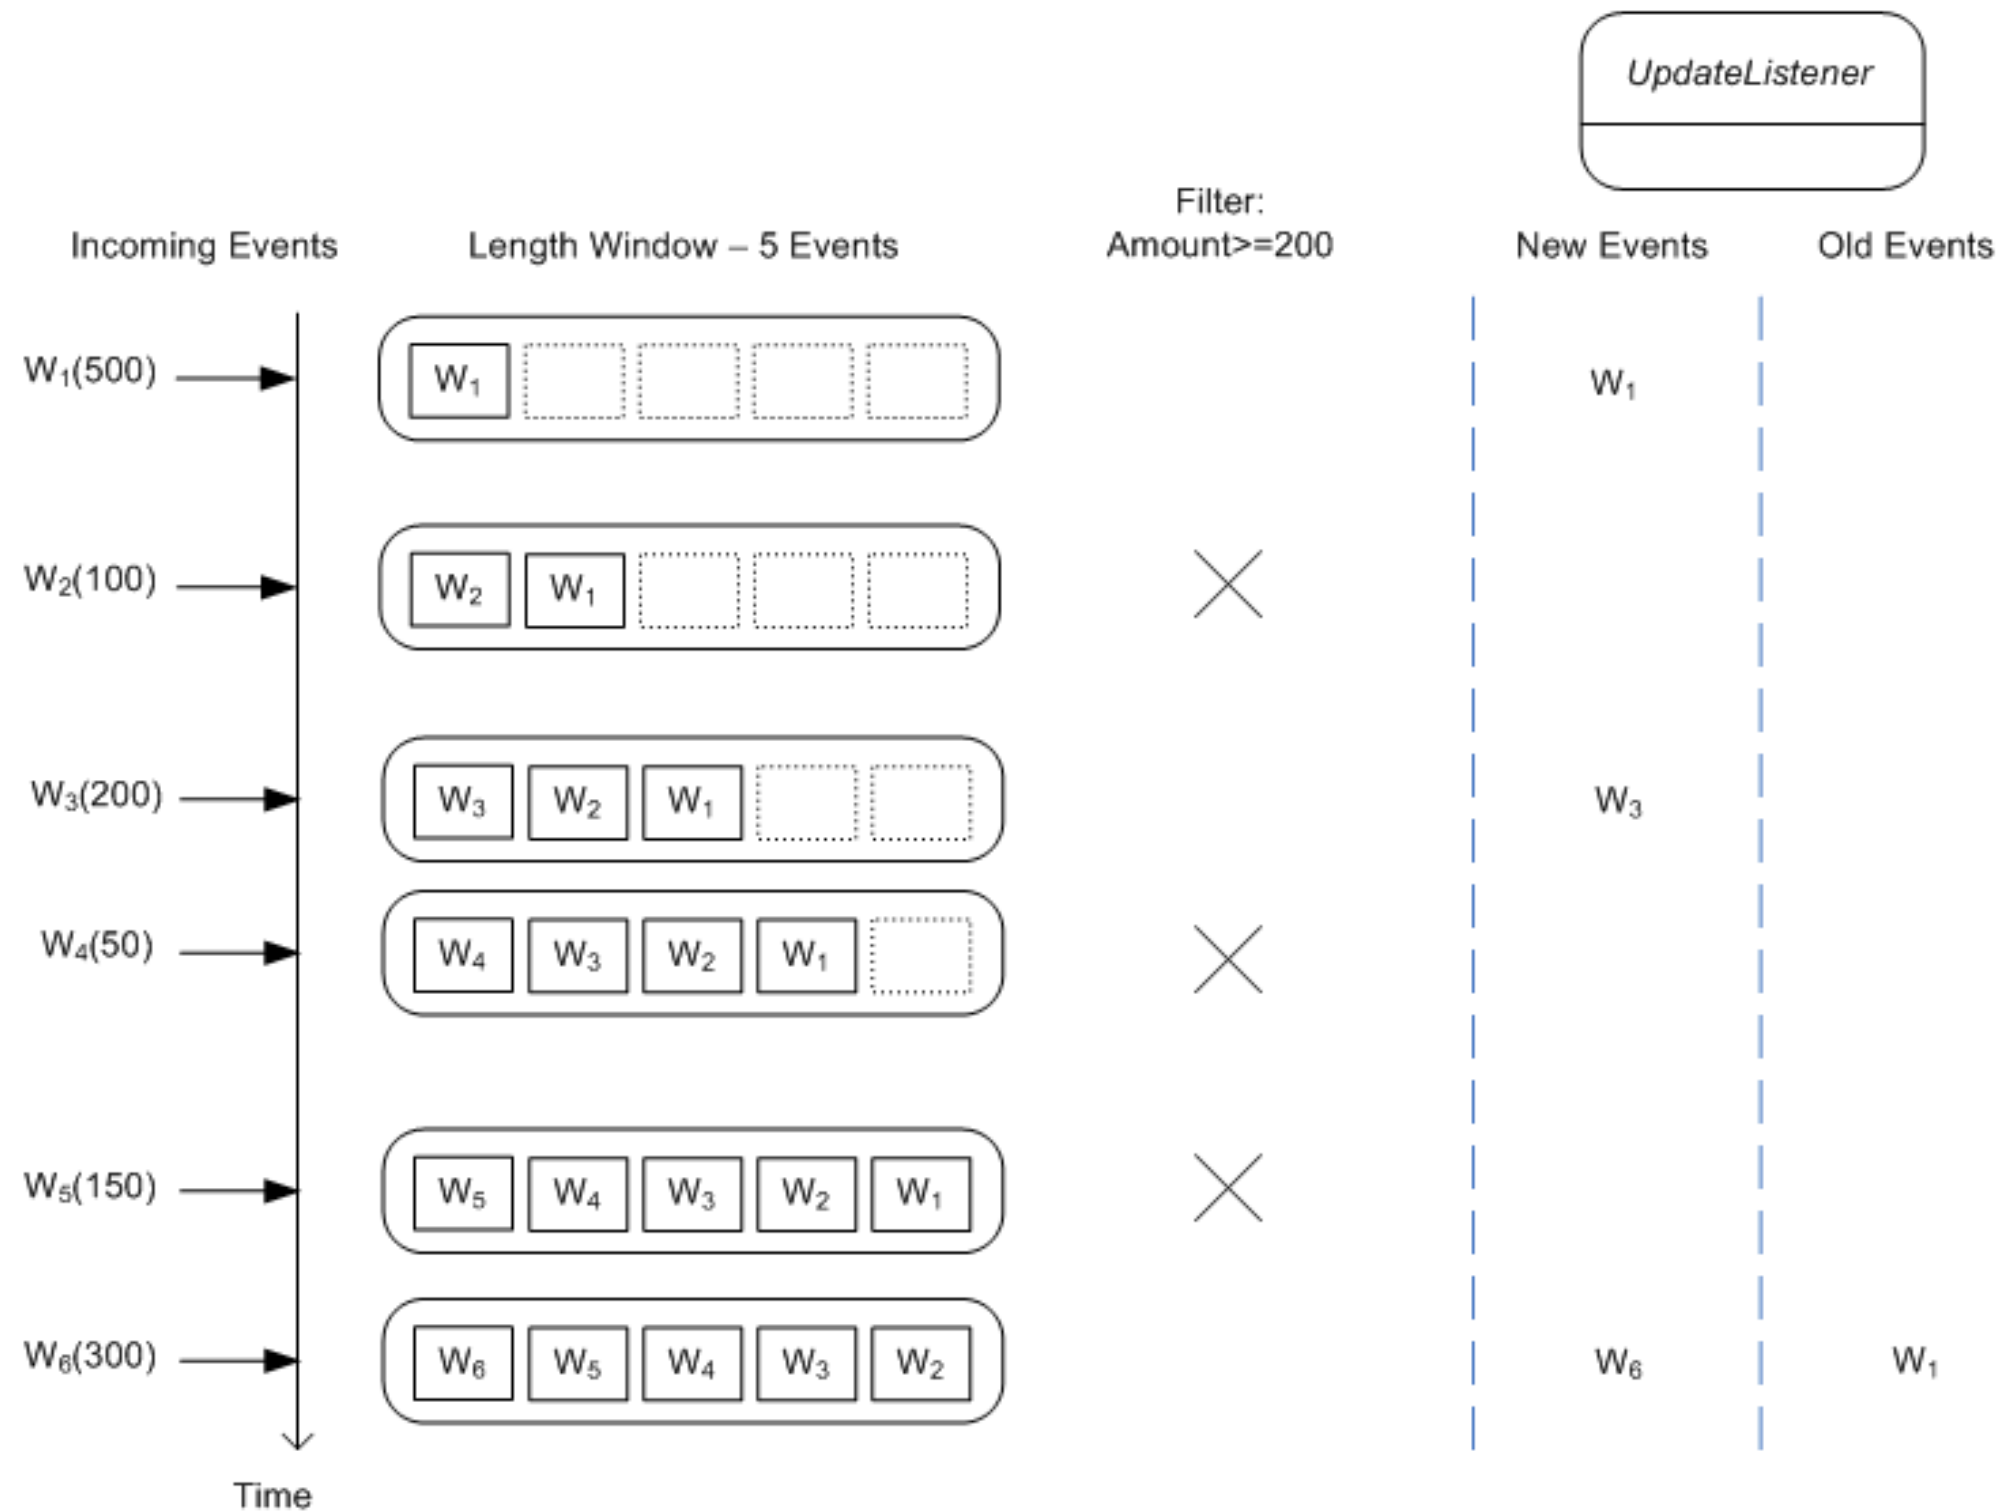 UpdateListener
Filter:
Incoming Events Length Window – 5 Events Amount>=200 New Events Old Events
W1(500) W1 W1
W2(100) W2 W1
W3(200) W3 W2 W1 W3
W4(50) W4 W3 W2 W1
W5(150) W5 W4 W3 W2 W1
W6(300) W6 W5 W4 W3 W2 W6 W1
Time